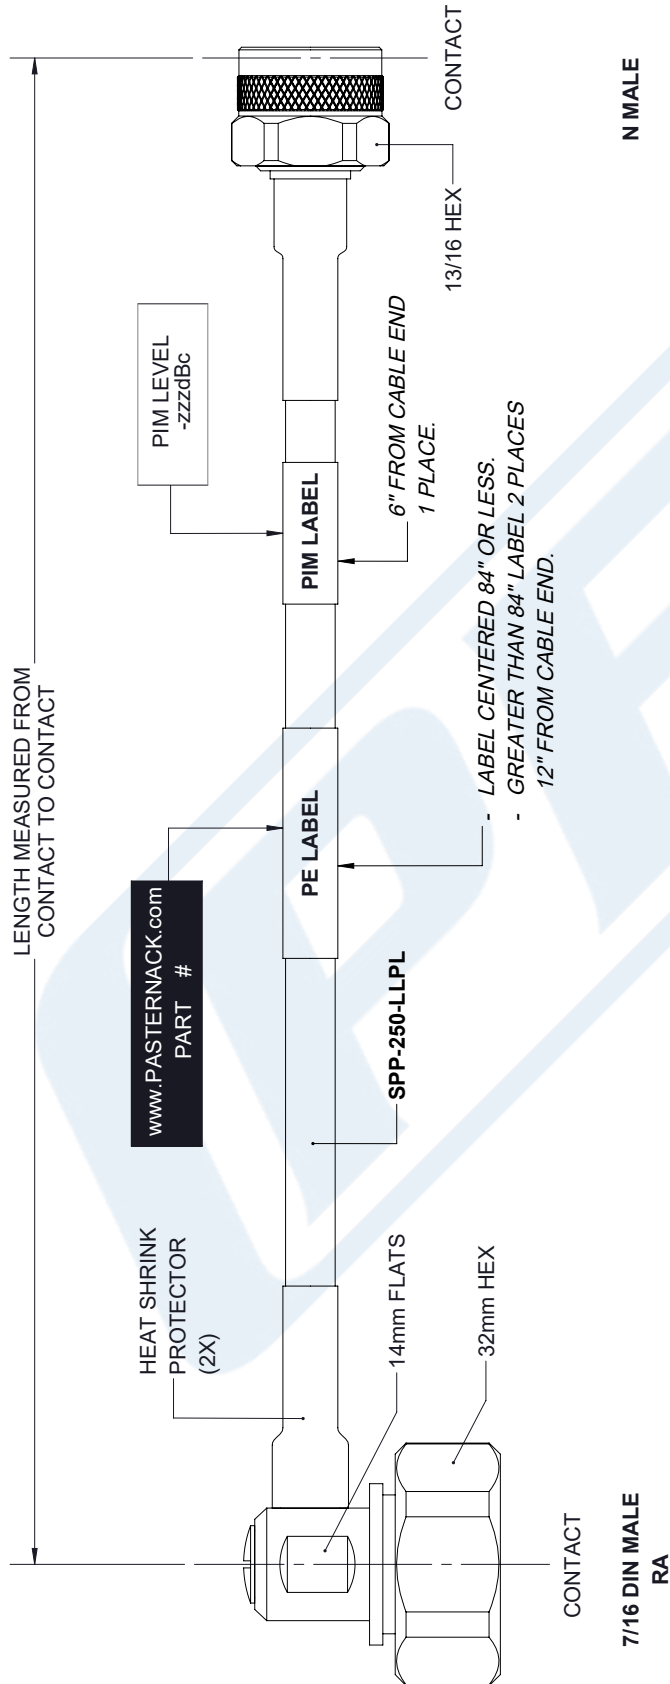 LENGTH MEASURED FROM
CONTACT TO CONTACT
www.PASTERNACK.com
PART #
PIM LEVEL
-zzzdBc
HEAT SHRINK
PROTECTOR
(2X)
PE LABEL
PIM LABEL
14mm FLATS
32mm HEX
SPP-250-LLPL
- LABEL CENTERED 84" OR LESS.
- GREATER THAN 84" LABEL 2 PLACES
12" FROM CABLE END.
6" FROM CABLE END
1 PLACE.
13/16 HEX
CONTACT
CONTACT
7/16 DIN MALE
RA
N MALE